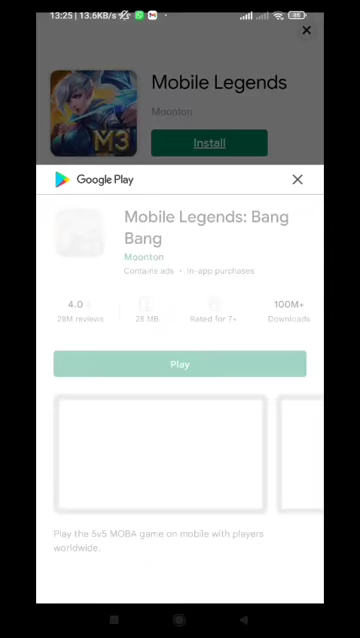 13:25 | 13.6KB/s
85
Mobile Legends
Moonton
M3
Install
Google Play
Mobile Legends: Bang
Bang
Moonton
Contains ads • In-app purchases
4.0
28M reviews
28 MB
Rated for 7+
100M+
Downloads
Play
Play the 5v5 MOBA game on mobile with players
worldwide.